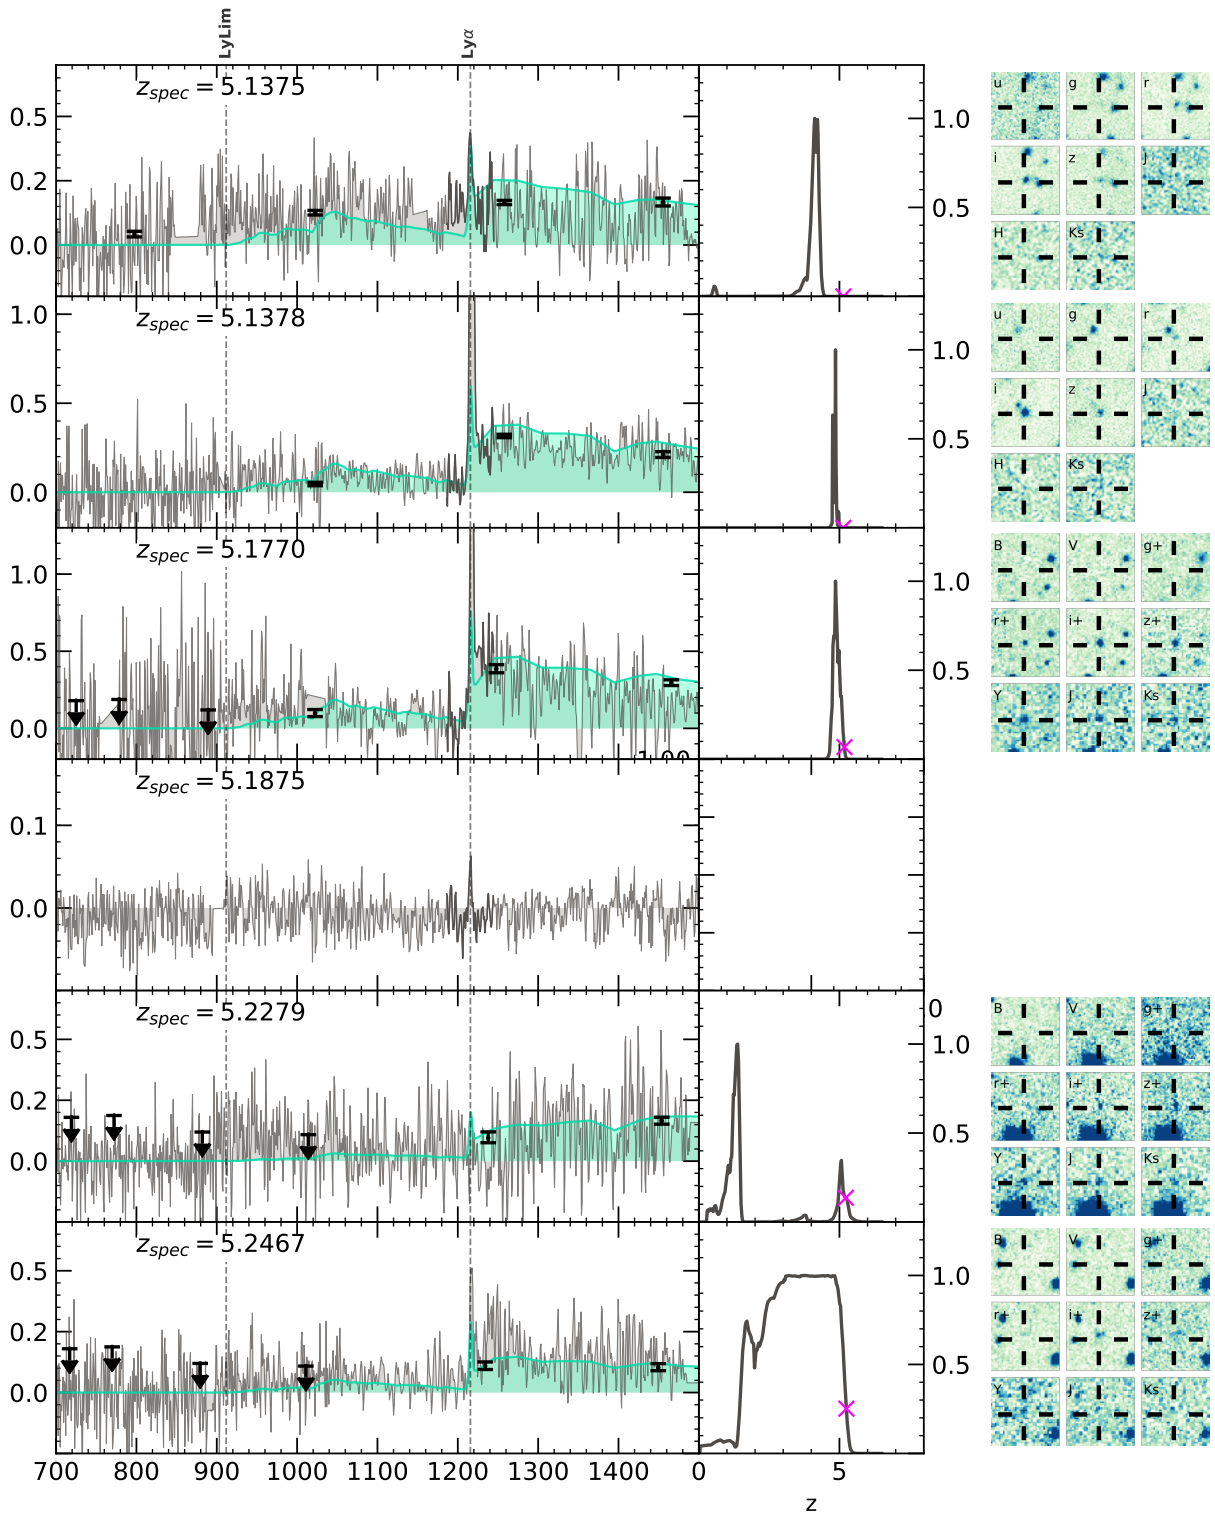 LyLim
Lyα
z_spec = 5.1375
0.5
0.2
0.0
1.0
0.5
u
g
r
i
z
J
H
Ks
z_spec = 5.1378
1.0
0.5
0.0
1.0
0.5
u
g
r
i
z
J
H
Ks
z_spec = 5.1770
1.0
0.5
0.0
1.0
0.5
B
V
g+
r+
i+
z+
Y
J
Ks
z_spec = 5.1875
0.1
0.0
0
z_spec = 5.2279
0.5
0.2
0.0
1.0
0.5
B
V
g+
r+
i+
z+
Y
J
Ks
z_spec = 5.2467
0.5
0.2
0.0
1.0
0.5
B
V
g+
r+
i+
z+
Y
J
Ks
700 800 900 1000 1100 1200 1300 1400 0 5
z